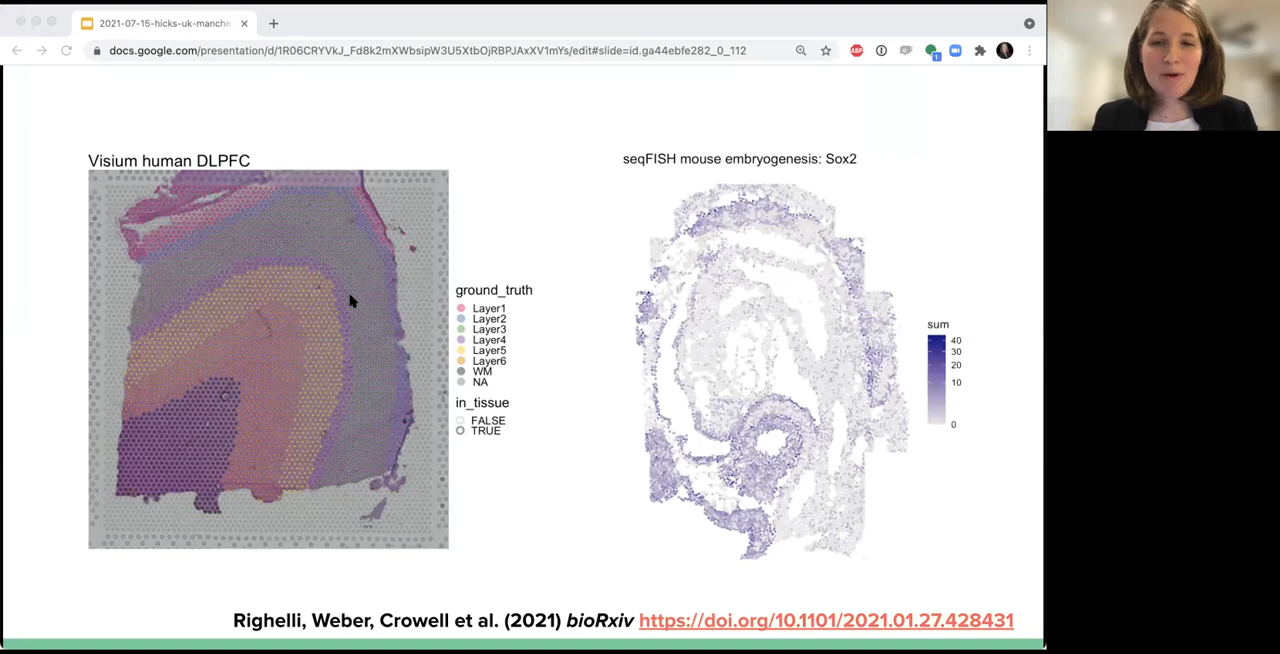 2021-07-15-hicks-uk-manche
docs.google.com/presentation/d/1R06CRYVkJ_Fd8k2mXWbsipW3U5XtbOjRBPJAxXV1mYs/edit#slide=id.ga44ebfe282_0_112
ABP
1
Visium human DLPFC
ground_truth
Layer1
Layer2
Layer3
Layer4
Layer5
Layer6
WM
NA
in_tissue
FALSE
TRUE
seqFISH mouse embryogenesis: Sox2
sum
40
30
20
10
0
Righelli, Weber, Crowell et al. (2021) bioRxiv https://doi.org/10.1101/2021.01.27.428431